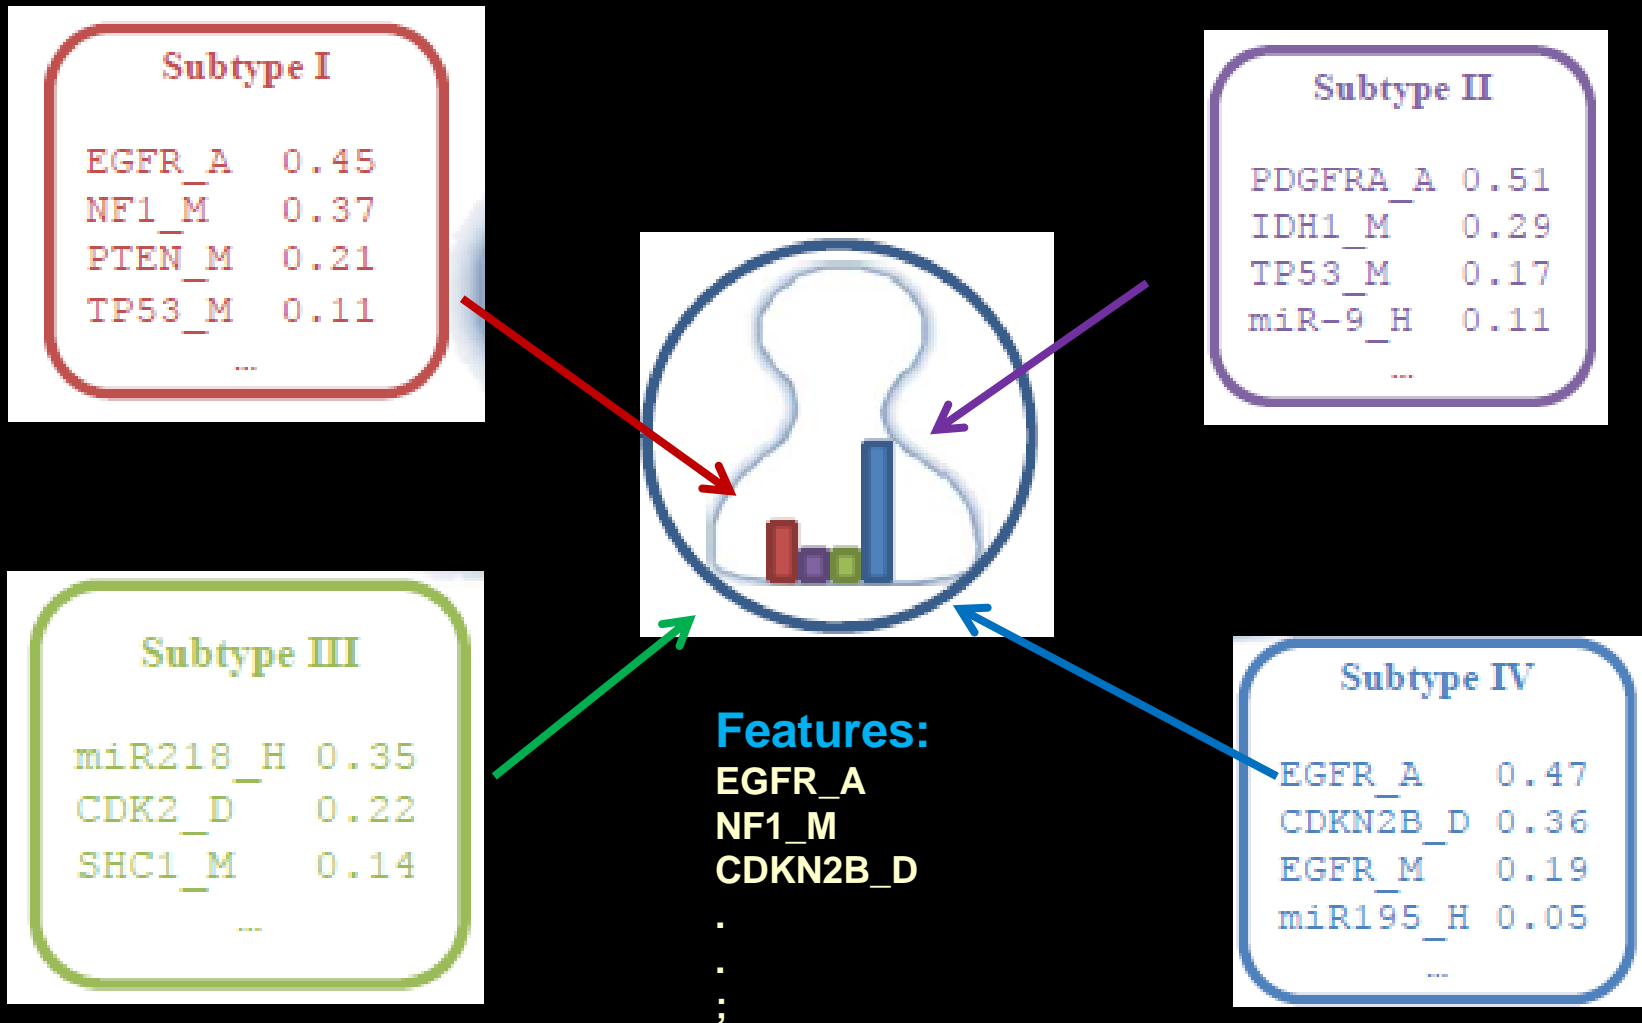 Subtype I
EGFR_A 0.45
NF1_M 0.37
PTEN_M 0.21
TP53_M 0.11
...
Subtype II
PDGFRA_A 0.51
IDH1_M 0.29
TP53_M 0.17
miR-9_H 0.11
...
Subtype III
miR218_H 0.35
CDK2_D 0.22
SHC1_M 0.14
...
Features:
EGFR_A
NF1_M
CDKN2B_D
.
.
;
Subtype IV
EGFR_A 0.47
CDKN2B_D 0.36
EGFR_M 0.19
miR195_H 0.05
...